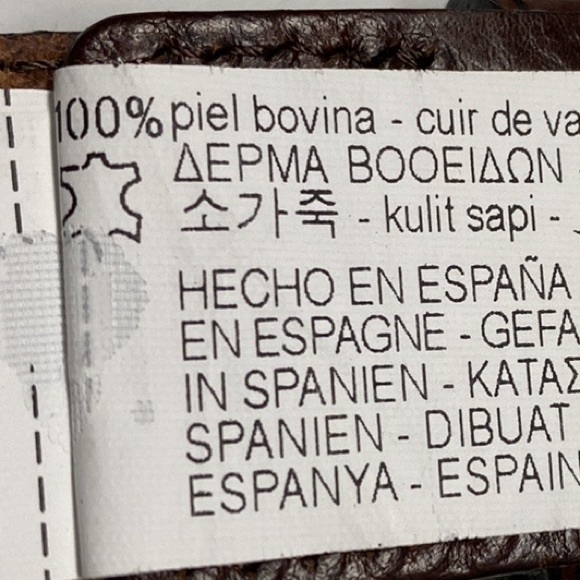 100% piel bovina - cuir de va
ΔΕΡΜΑ ΒΟΟΕΙΔΩΝ
소가죽 - kulit sapi -
HECHO EN ESPAÑA
EN ESPAGNE - GEFA
IN SPANIEN - ΚΑΤΑΣ
SPANIEN - DIBUAT
ESPANYA - ESPAIN